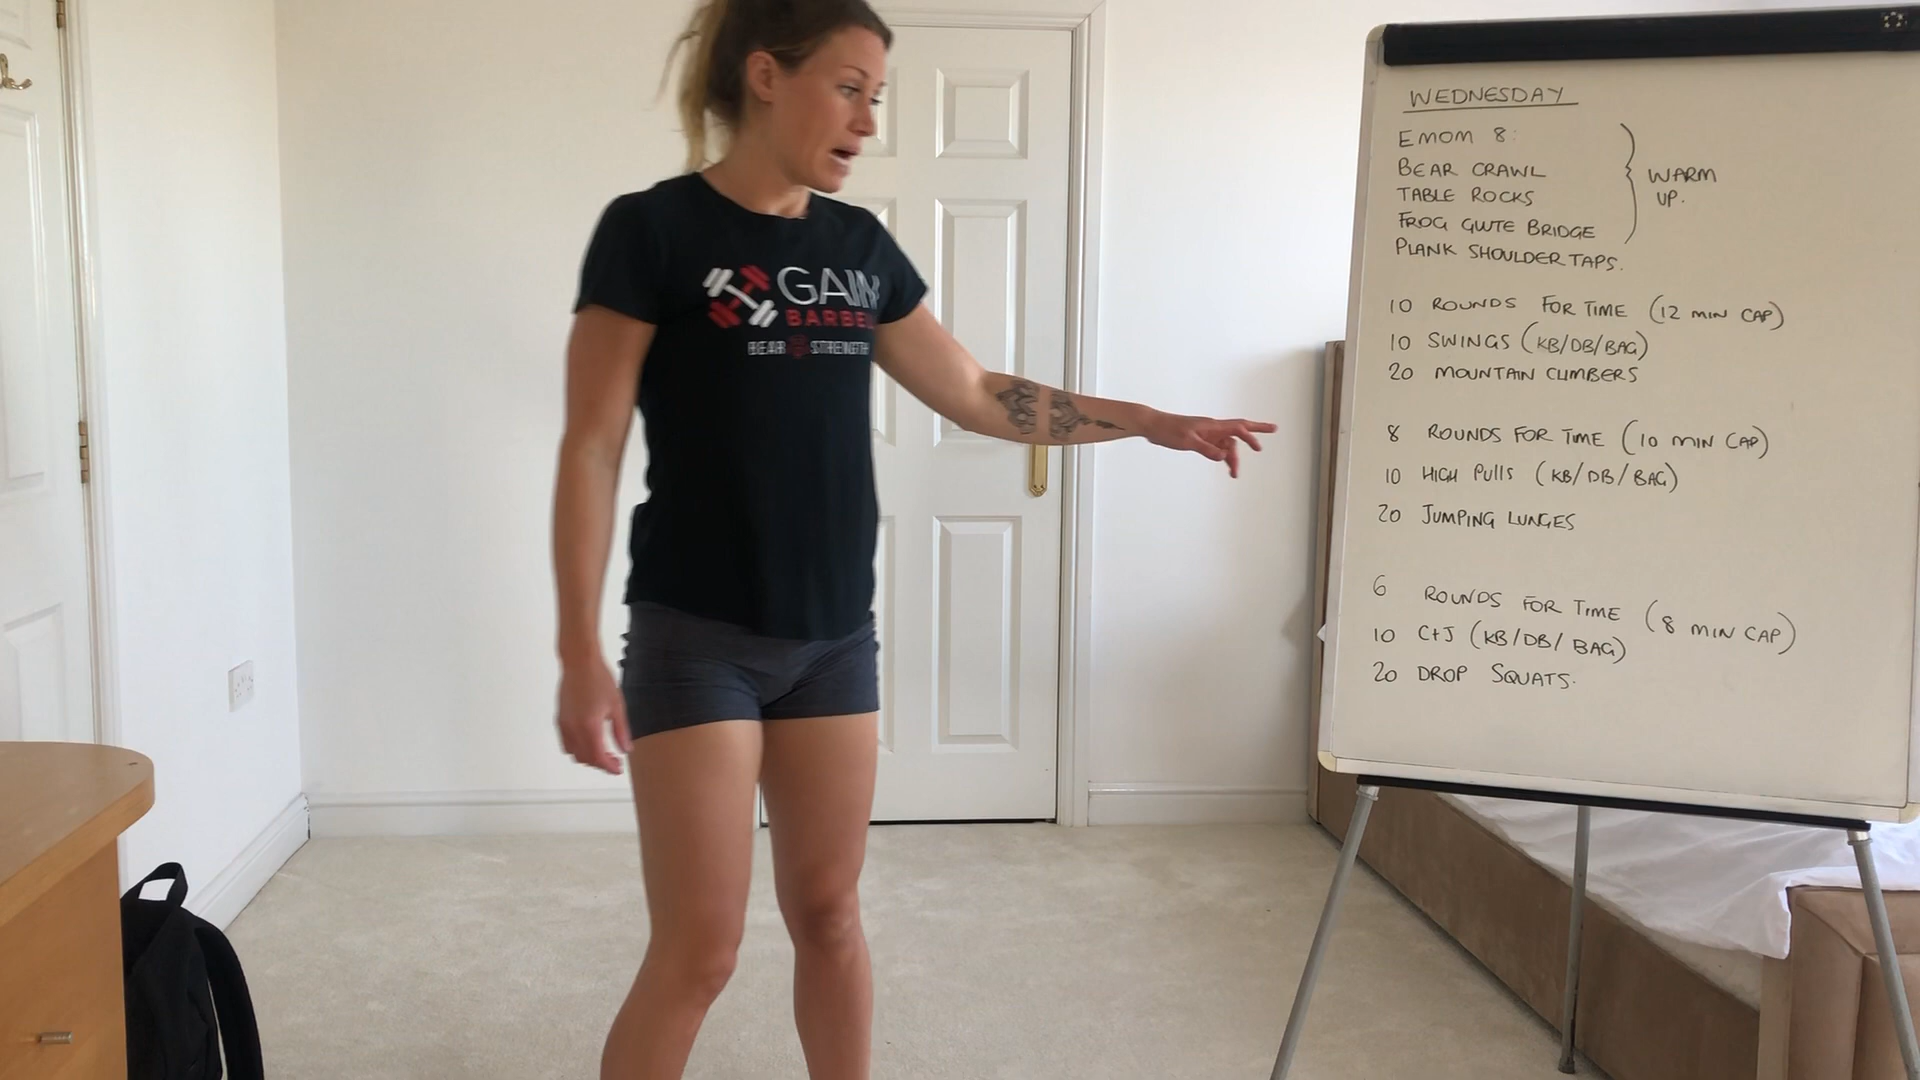 GAIN
BARBEL
BEAR STRENGTH
WEDNESDAY
EMOM 8:
BEAR CRAWL
TABLE ROCKS
FROG GLUTE BRIDGE
PLANK SHOULDER TAPS.
WARM
UP.
10 ROUNDS FOR TIME (12 MIN CAP)
10 SWINGS (KB/DB/BAG)
20 MOUNTAIN CLIMBERS
8 ROUNDS FOR TIME (10 MIN CAP)
10 HIGH PULLS (KB/DB/BAG)
20 JUMPING LUNGES
6 ROUNDS FOR TIME (8 MIN CAP)
10 C+J (KB/DB/BAG)
20 DROP SQUATS.